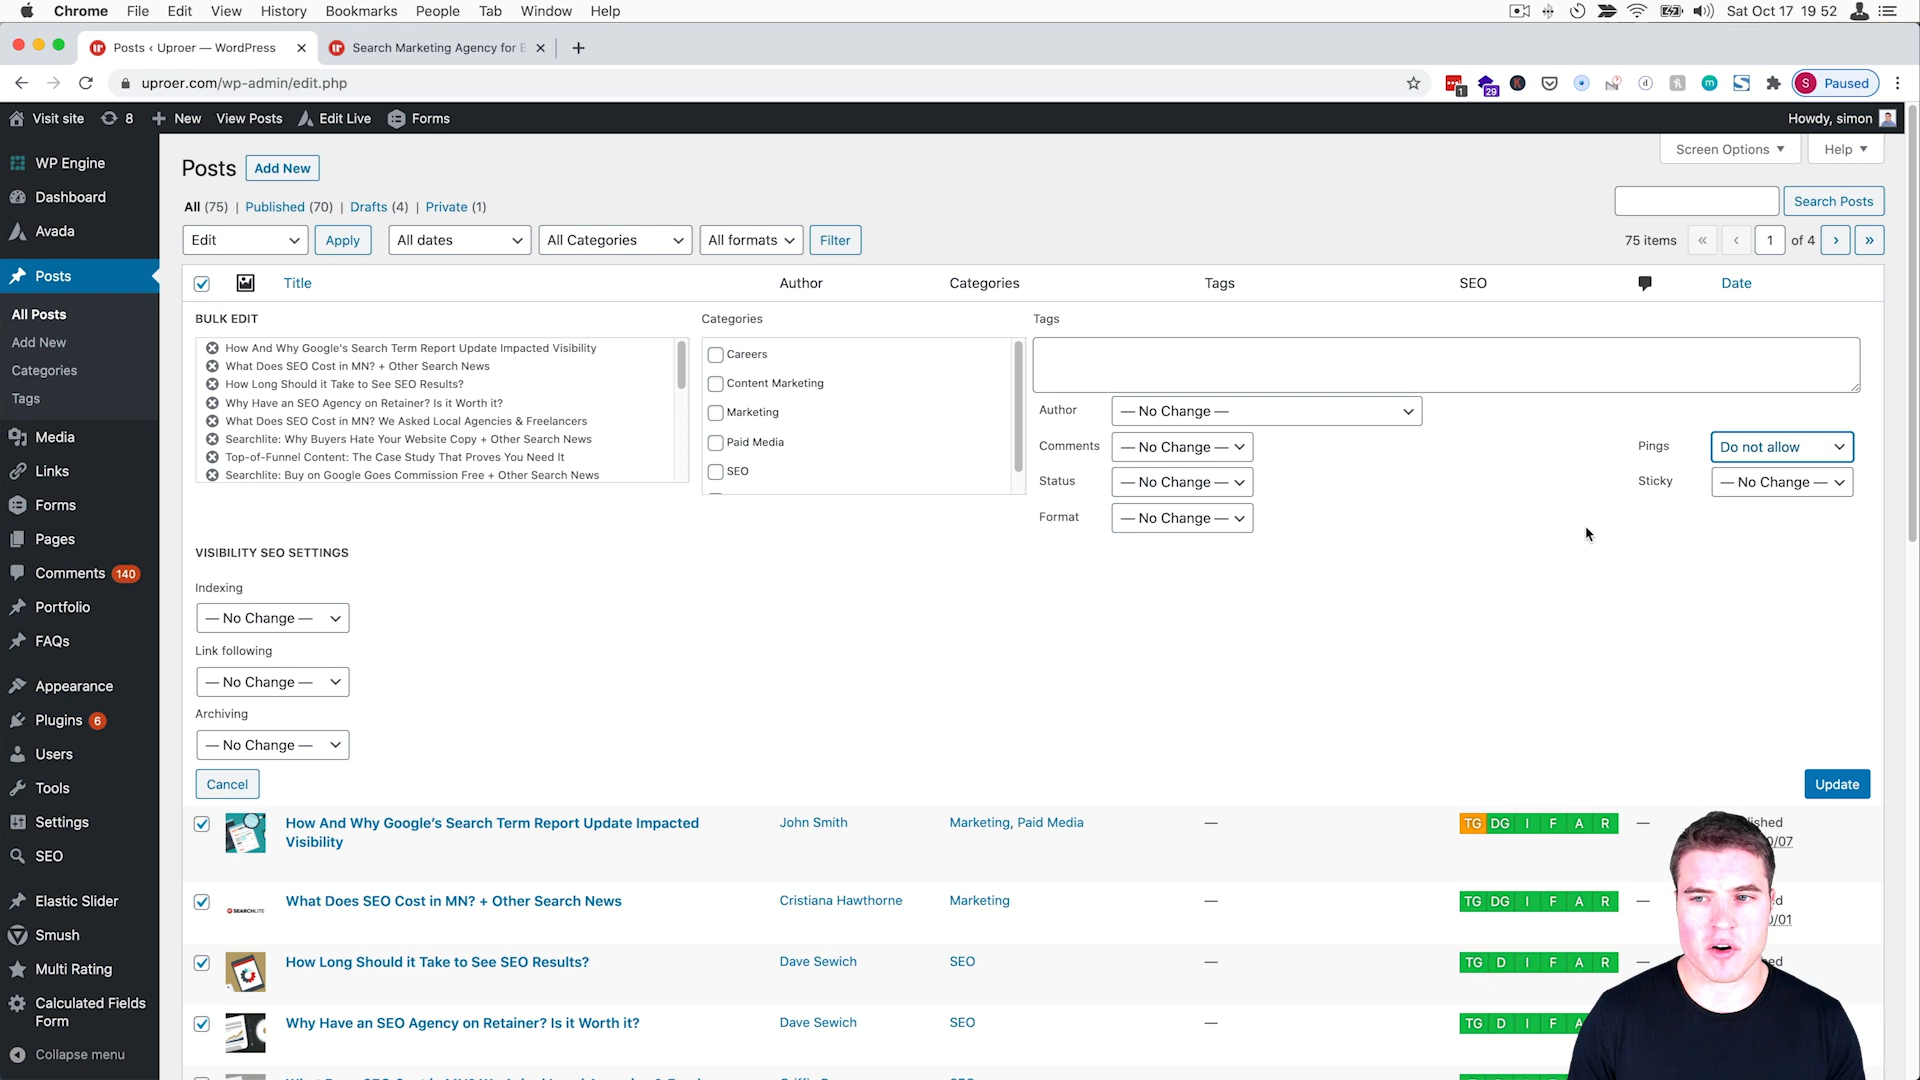 Chrome File Edit View History Bookmarks People Tab Window Help Sat Oct 17 19 52
Posts ‹ Uproer — WordPress Search Marketing Agency for E
uproer.com/wp-admin/edit.php 1 29 S Paused
Visit site 8 New View Posts Edit Live Forms Howdy, simon
WP Engine
Dashboard
Avada
Posts
All Posts
Add New
Categories
Tags
Media
Links
Forms
Pages
Comments 140
Portfolio
FAQs
Appearance
Plugins 6
Users
Tools
Settings
SEO
Elastic Slider
Smush
Multi Rating
Calculated Fields
Form
Collapse menu
Screen Options Help
Posts Add New
All (75) | Published (70) | Drafts (4) | Private (1)
Search Posts
Edit Apply All dates All Categories All formats Filter 75 items « ‹ 1 of 4 › »
Title Author Categories Tags SEO Date
BULK EDIT
How And Why Google's Search Term Report Update Impacted Visibility
What Does SEO Cost in MN? + Other Search News
How Long Should it Take to See SEO Results?
Why Have an SEO Agency on Retainer? Is it Worth it?
What Does SEO Cost in MN? We Asked Local Agencies & Freelancers
Searchlite: Why Buyers Hate Your Website Copy + Other Search News
Top-of-Funnel Content: The Case Study That Proves You Need It
Searchlite: Buy on Google Goes Commission Free + Other Search News
Categories
Careers
Content Marketing
Marketing
Paid Media
SEO
Tags
Author — No Change —
Comments — No Change — Pings Do not allow
Status — No Change — Sticky — No Change —
Format — No Change —
VISIBILITY SEO SETTINGS
Indexing
— No Change —
Link following
— No Change —
Archiving
— No Change —
Cancel Update
How And Why Google's Search Term Report Update Impacted
Visibility
John Smith Marketing, Paid Media — TG DG I F A R — ished
0/07
SEARCHLITE What Does SEO Cost in MN? + Other Search News Cristiana Hawthorne Marketing — TG DG I F A R — d
0/01
How Long Should it Take to See SEO Results? Dave Sewich SEO — TG D I F A R — ed
Why Have an SEO Agency on Retainer? Is it Worth it? Dave Sewich SEO — TG D I F A